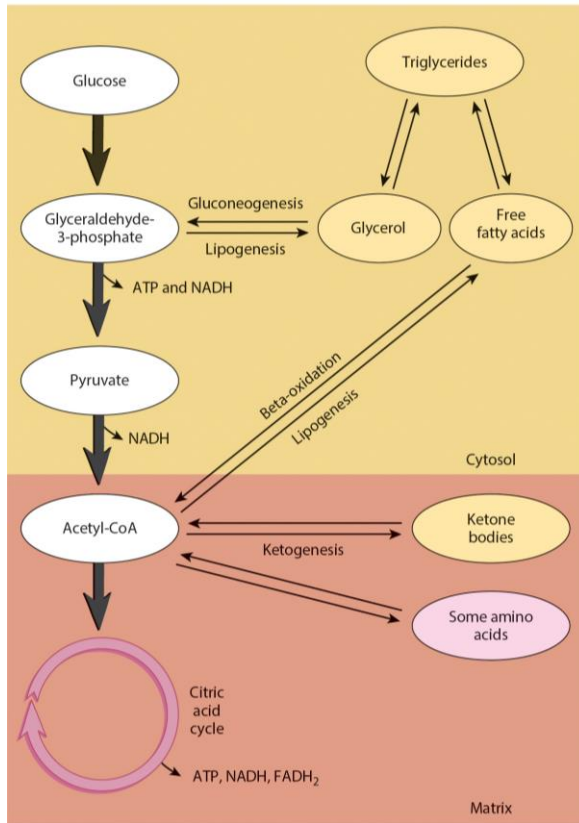 Glucose
Triglycerides
Glyceraldehyde-
3-phosphate
Gluconeogenesis
Lipogenesis
Glycerol
Free
fatty acids
ATP and NADH
Pyruvate
Beta-oxidation
Lipogenesis
NADH
Cytosol
Acetyl-CoA
Ketogenesis
Ketone
bodies
Some amino
acids
Citric
acid
cycle
ATP, NADH, FADH₂
Matrix